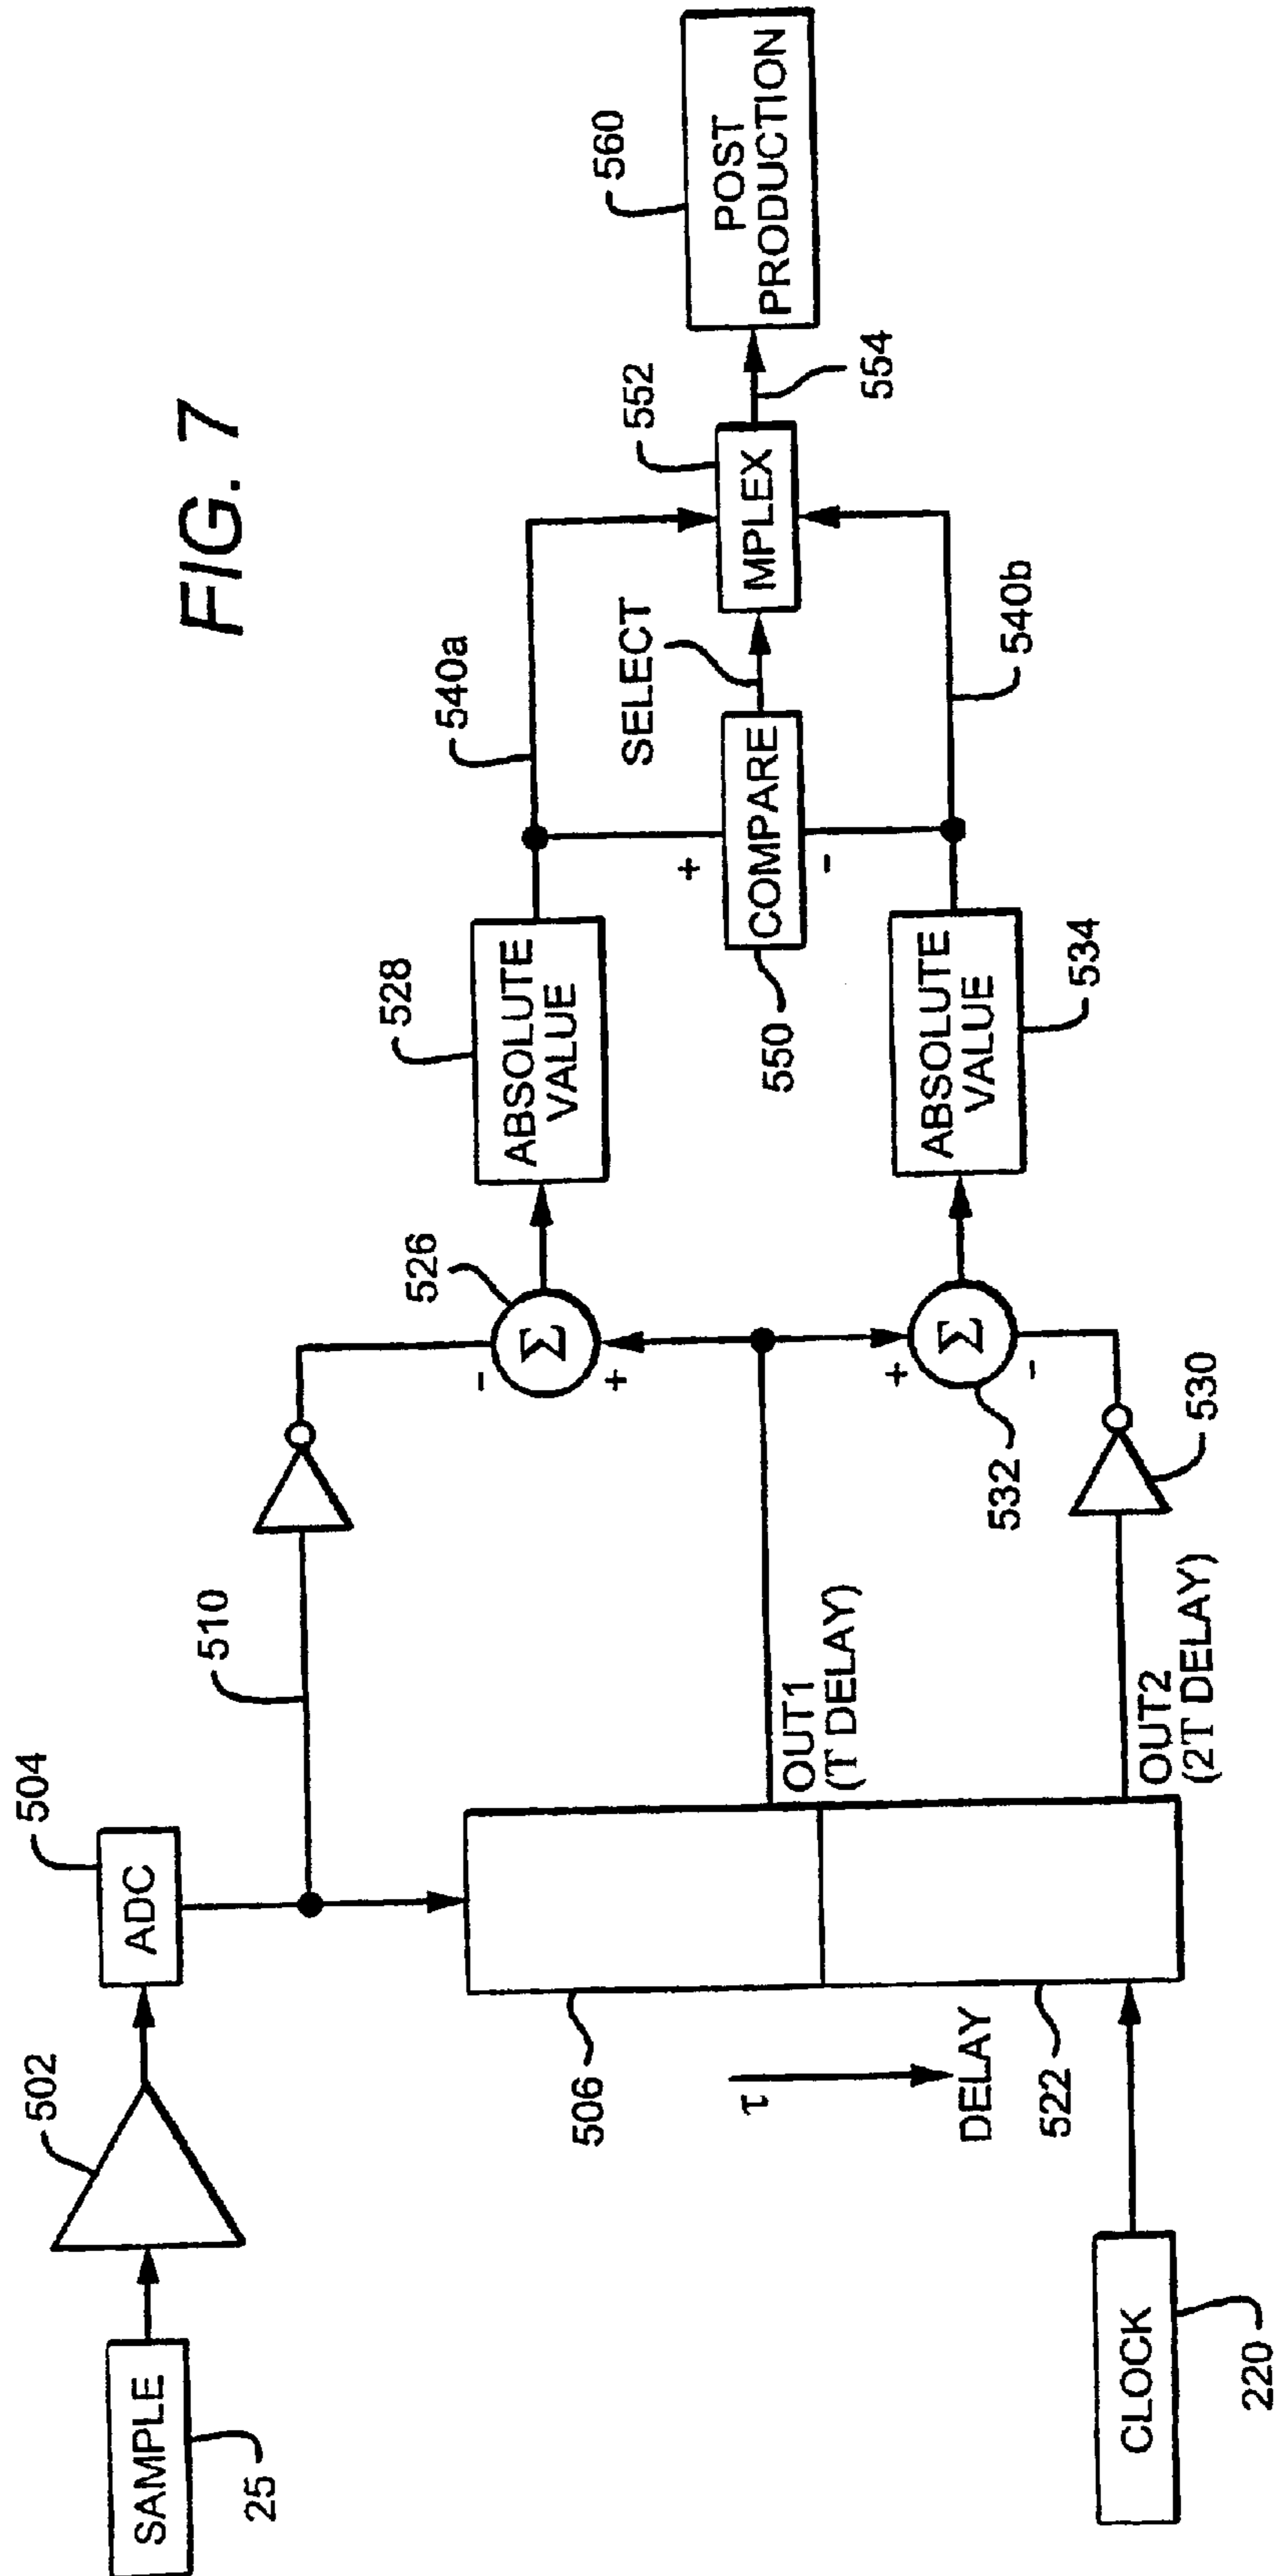 FIG. 7
SAMPLE
25
502
ADC
504
510
506
τ
DELAY
522
CLOCK
220
OUT1
(T DELAY)
OUT2
(2T DELAY)
530
-
526
Σ
+
+
Σ
-
532
528
ABSOLUTE
VALUE
ABSOLUTE
VALUE
534
540a
+
COMPARE
-
550
SELECT
540b
552
MPLEX
554
560
POST
PRODUCTION